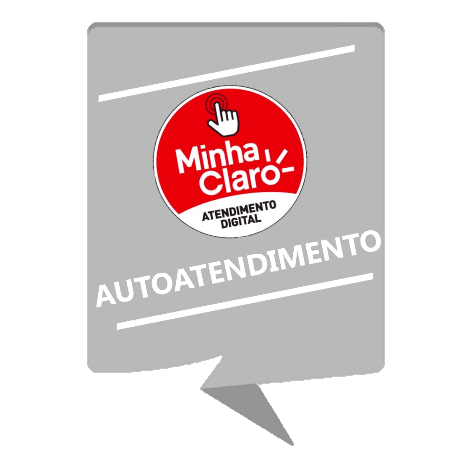 Minha
Claro
ATENDIMENTO
DIGITAL
AUTOATENDIMENTO